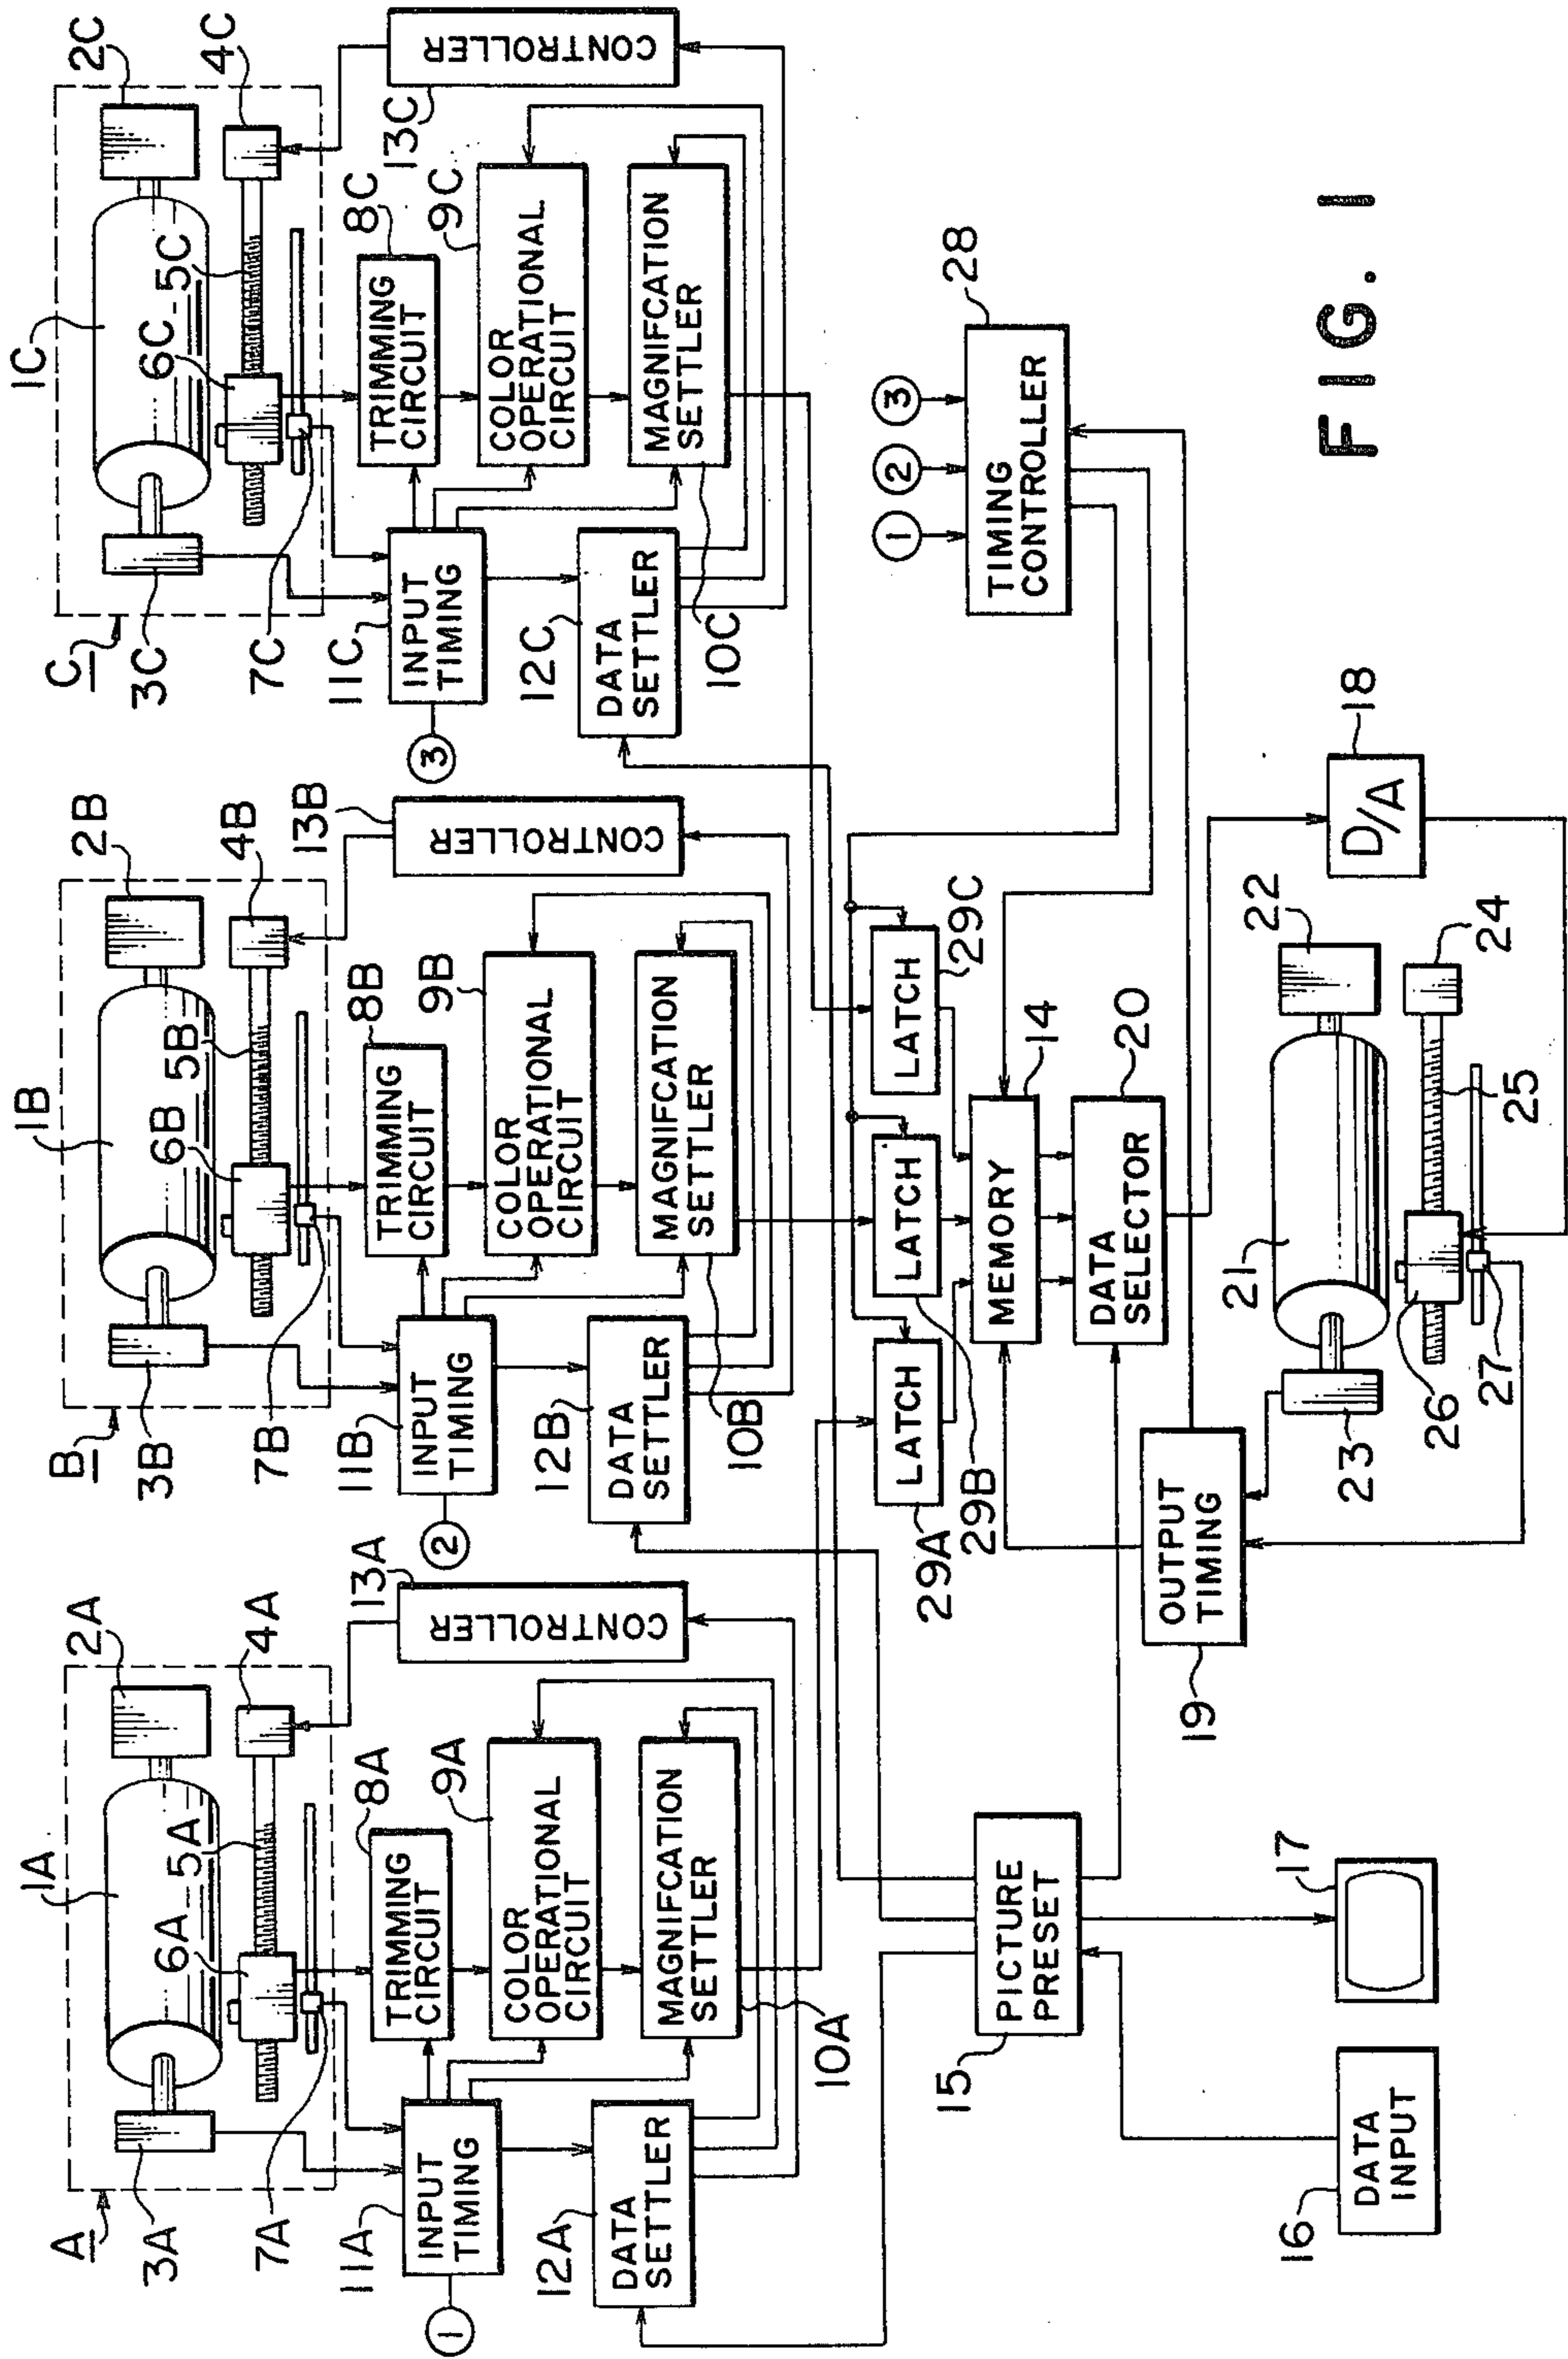 1A
2A
4A
5A
6A
A
3A
7A
13A
CONTROLLER
8A
TRIMMING
CIRCUIT
9A
COLOR
OPERATIONAL
CIRCUIT
MAGNIFCATION
SETTLER
10A
11A
INPUT
TIMING
1
12A
DATA
SETTLER
1B
2B
4B
5B
6B
B
3B
7B
13B
CONTROLLER
8B
TRIMMING
CIRCUIT
9B
COLOR
OPERATIONAL
CIRCUIT
MAGNIFCATION
SETTLER
10B
11B
INPUT
TIMING
2
12B
DATA
SETTLER
1C
2C
4C
5C
6C
C
3C
7C
13C
CONTROLLER
8C
TRIMMING
CIRCUIT
9C
COLOR
OPERATIONAL
CIRCUIT
MAGNIFCATION
SETTLER
10C
11C
INPUT
TIMING
3
12C
DATA
SETTLER
LATCH
29A
LATCH
29B
LATCH
29C
MEMORY
14
DATA
SELECTOR
20
1
2
3
TIMING
CONTROLLER
28
15
PICTURE
PRESET
16
DATA
INPUT
17
OUTPUT
TIMING
19
21
22
23
24
25
26
27
D/A
18
FIG. 1